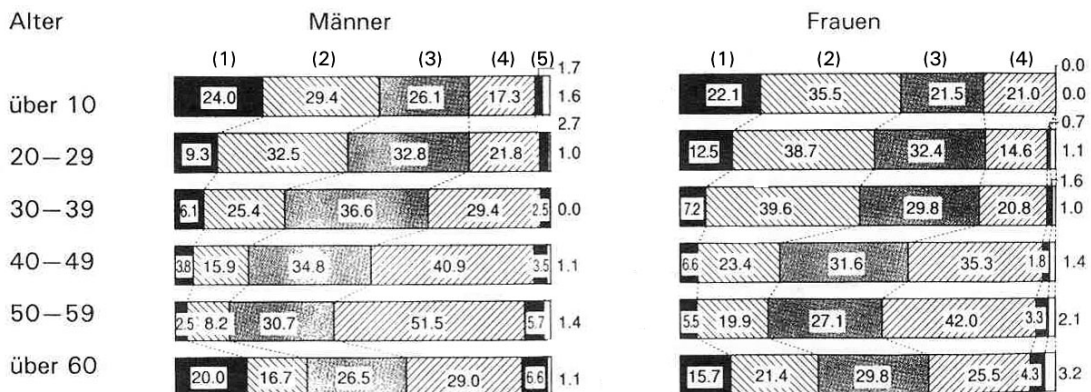 Alter Männer Frauen
(1) (2) (3) (4) (5) (1) (2) (3) (4)
1.7 0.0
über 10 24.0 29.4 26.1 17.3 1.6 22.1 35.5 21.5 21.0 0.0
2.7 0.7
20–29 9.3 32.5 32.8 21.8 1.0 12.5 38.7 32.4 14.6 1.1
1.6
30–39 6.1 25.4 36.6 29.4 2.5 0.0 7.2 39.6 29.8 20.8 1.0
40–49 3.8 15.9 34.8 40.9 3.5 1.1 6.6 23.4 31.6 35.3 1.8 1.4
50–59 2.5 8.2 30.7 51.5 5.7 1.4 5.5 19.9 27.1 42.0 3.3 2.1
über 60 20.0 16.7 26.5 29.0 6.6 1.1 15.7 21.4 29.8 25.5 4.3 3.2